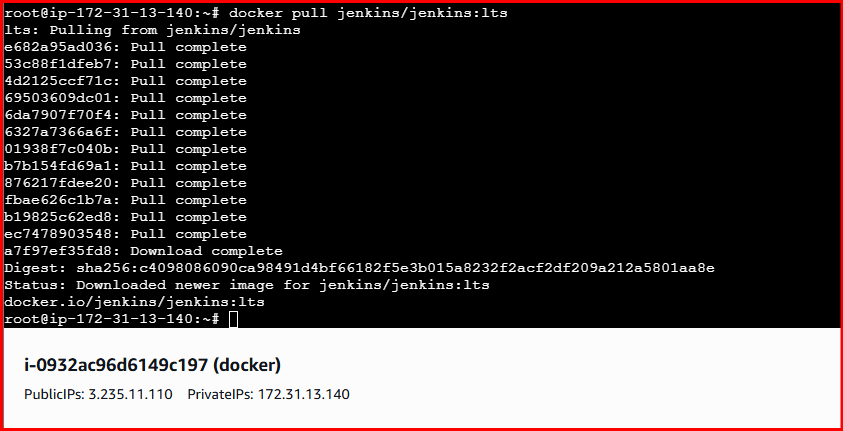 root@ip-172-31-13-140:~# docker pull jenkins/jenkins:lts
lts: Pulling from jenkins/jenkins
e682a95ad036: Pull complete
53c88f1dfeb7: Pull complete
4d2125ccf71c: Pull complete
69503609dc01: Pull complete
6da7907f70f4: Pull complete
6327a7366a6f: Pull complete
01938f7c040b: Pull complete
b7b154fd69a1: Pull complete
876217fdee20: Pull complete
fbae626c1b7a: Pull complete
b19825c62ed8: Pull complete
ec7478903548: Pull complete
a7f97ef35fd8: Download complete
Digest: sha256:c4098086090ca98491d4bf66182f5e3b015a8232f2acf2df209a212a5801aa8e
Status: Downloaded newer image for jenkins/jenkins:lts
docker.io/jenkins/jenkins:lts
root@ip-172-31-13-140:~#
i-0932ac96d6149c197 (docker)
PublicIPs: 3.235.11.110 PrivateIPs: 172.31.13.140